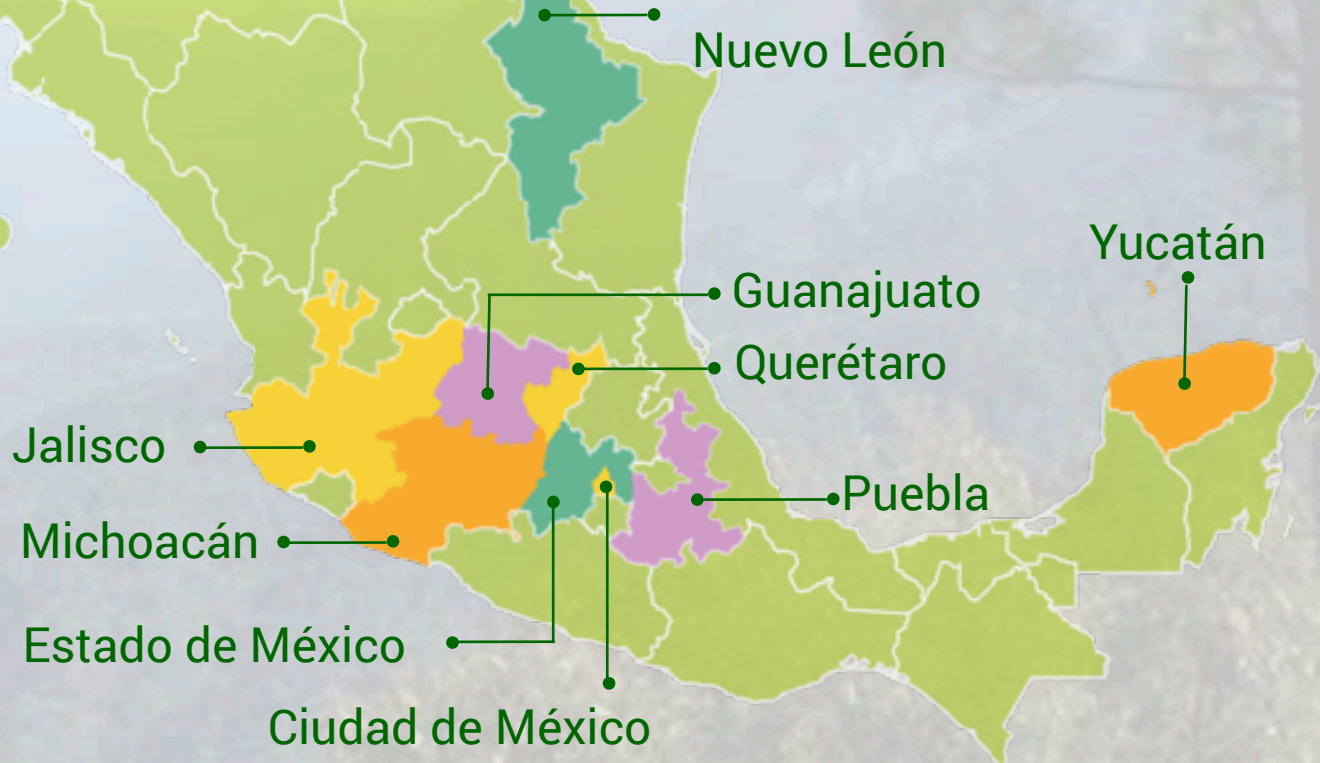 Nuevo León
Yucatán
Guanajuato
Querétaro
Jalisco
Puebla
Michoacán
Estado de México
Ciudad de México